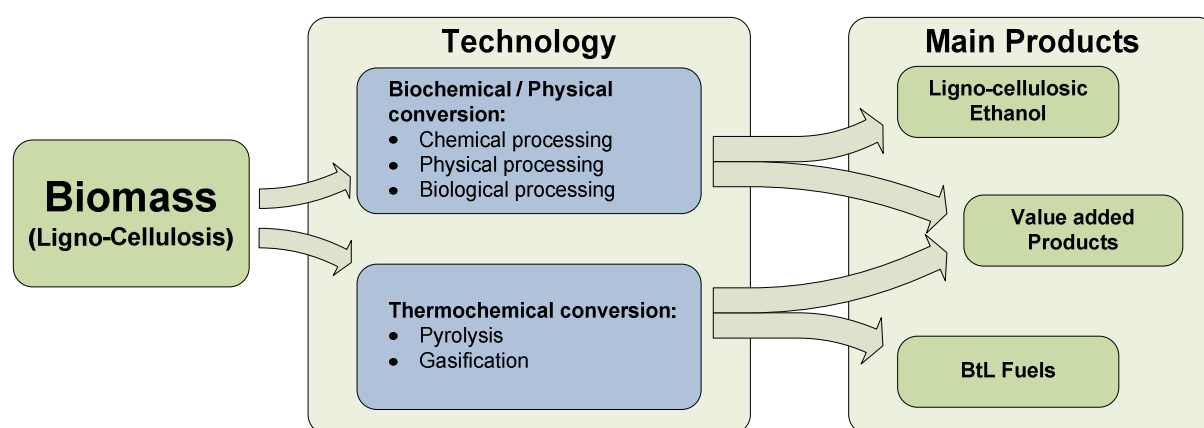 Biomass
(Ligno-Cellulosis)
Technology
Biochemical / Physical
conversion:
• Chemical processing
• Physical processing
• Biological processing
Thermochemical conversion:
• Pyrolysis
• Gasification
Main Products
Ligno-cellulosic
Ethanol
Value added
Products
BtL Fuels